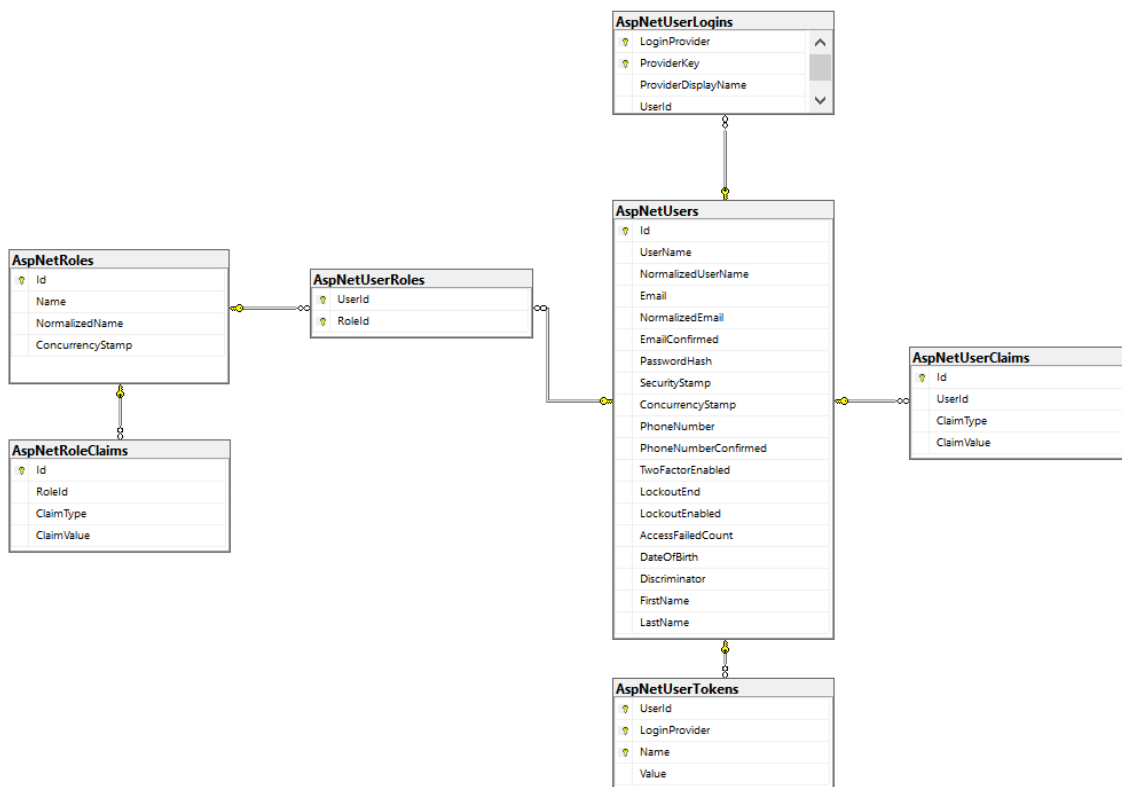 AspNetUserLogins
LoginProvider
ProviderKey
ProviderDisplayName
UserId
AspNetUsers
Id
UserName
NormalizedUserName
Email
NormalizedEmail
EmailConfirmed
PasswordHash
SecurityStamp
ConcurrencyStamp
PhoneNumber
PhoneNumberConfirmed
TwoFactorEnabled
LockoutEnd
LockoutEnabled
AccessFailedCount
DateOfBirth
Discriminator
FirstName
LastName
AspNetRoles
Id
Name
NormalizedName
ConcurrencyStamp
AspNetUserRoles
UserId
RoleId
AspNetUserClaims
Id
UserId
ClaimType
ClaimValue
AspNetRoleClaims
Id
RoleId
ClaimType
ClaimValue
AspNetUserTokens
UserId
LoginProvider
Name
Value